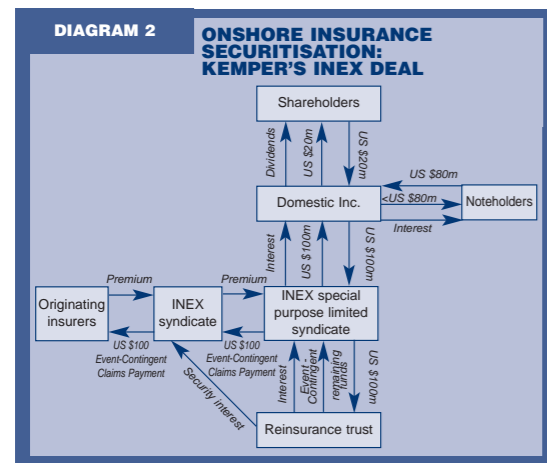 DIAGRAM 2
ONSHORE INSURANCE
SECURITISATION:
KEMPER'S INEX DEAL
Shareholders
Dividends
US $20m
US $20m
US $80m
Domestic Inc.
<US $80m
Noteholders
Interest
Interest
US $100m
US $100m
Premium
Premium
Originating
insurers
INEX
syndicate
INEX special
purpose limited
syndicate
US $100
Event-Contingent
Claims Payment
US $100
Event-Contingent
Claims Payment
Security interest
Interest
Event -
Contingent
remaining
funds
US $100m
Reinsurance trust